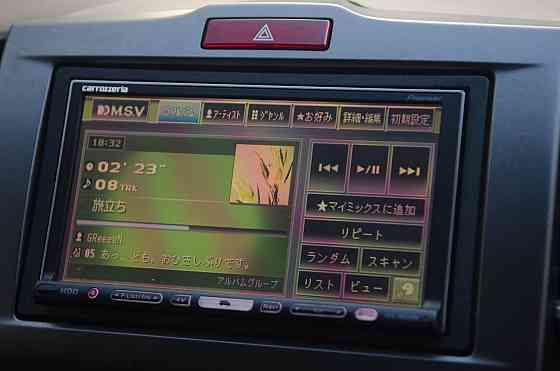 carrozzeria
Pioneer
MSV
アーティスト
ジャンル
★お好み
詳細・編集
初期設定
18:32
02'23"
08 TRK
旅立ち
GReeeeN
05 あっ、ども。おひさしぶりです。
アルバムグループ
★マイミックスに追加
リピート
ランダム
スキャン
リスト
ビュー
HDD
AV
NAVI